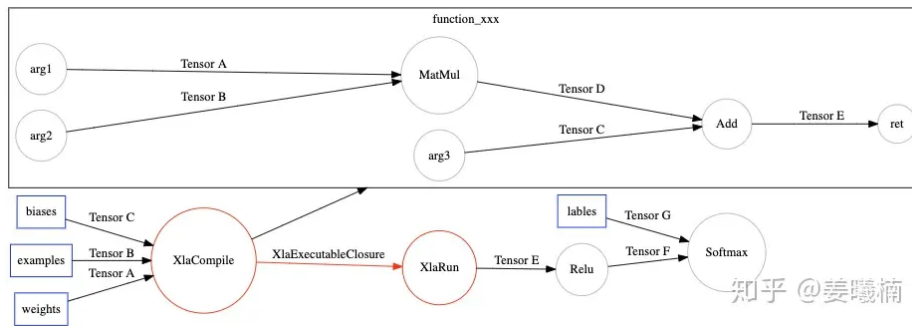 function_xxx
arg1
Tensor A
MatMul
Tensor B
Tensor D
arg2
Add
Tensor E
ret
Tensor C
arg3
biases
Tensor C
lables
Tensor G
examples
Tensor B
XlaCompile
XlaExecutableClosure
XlaRun
Tensor E
Relu
Tensor F
Softmax
Tensor A
weights
知乎 @姜曦楠